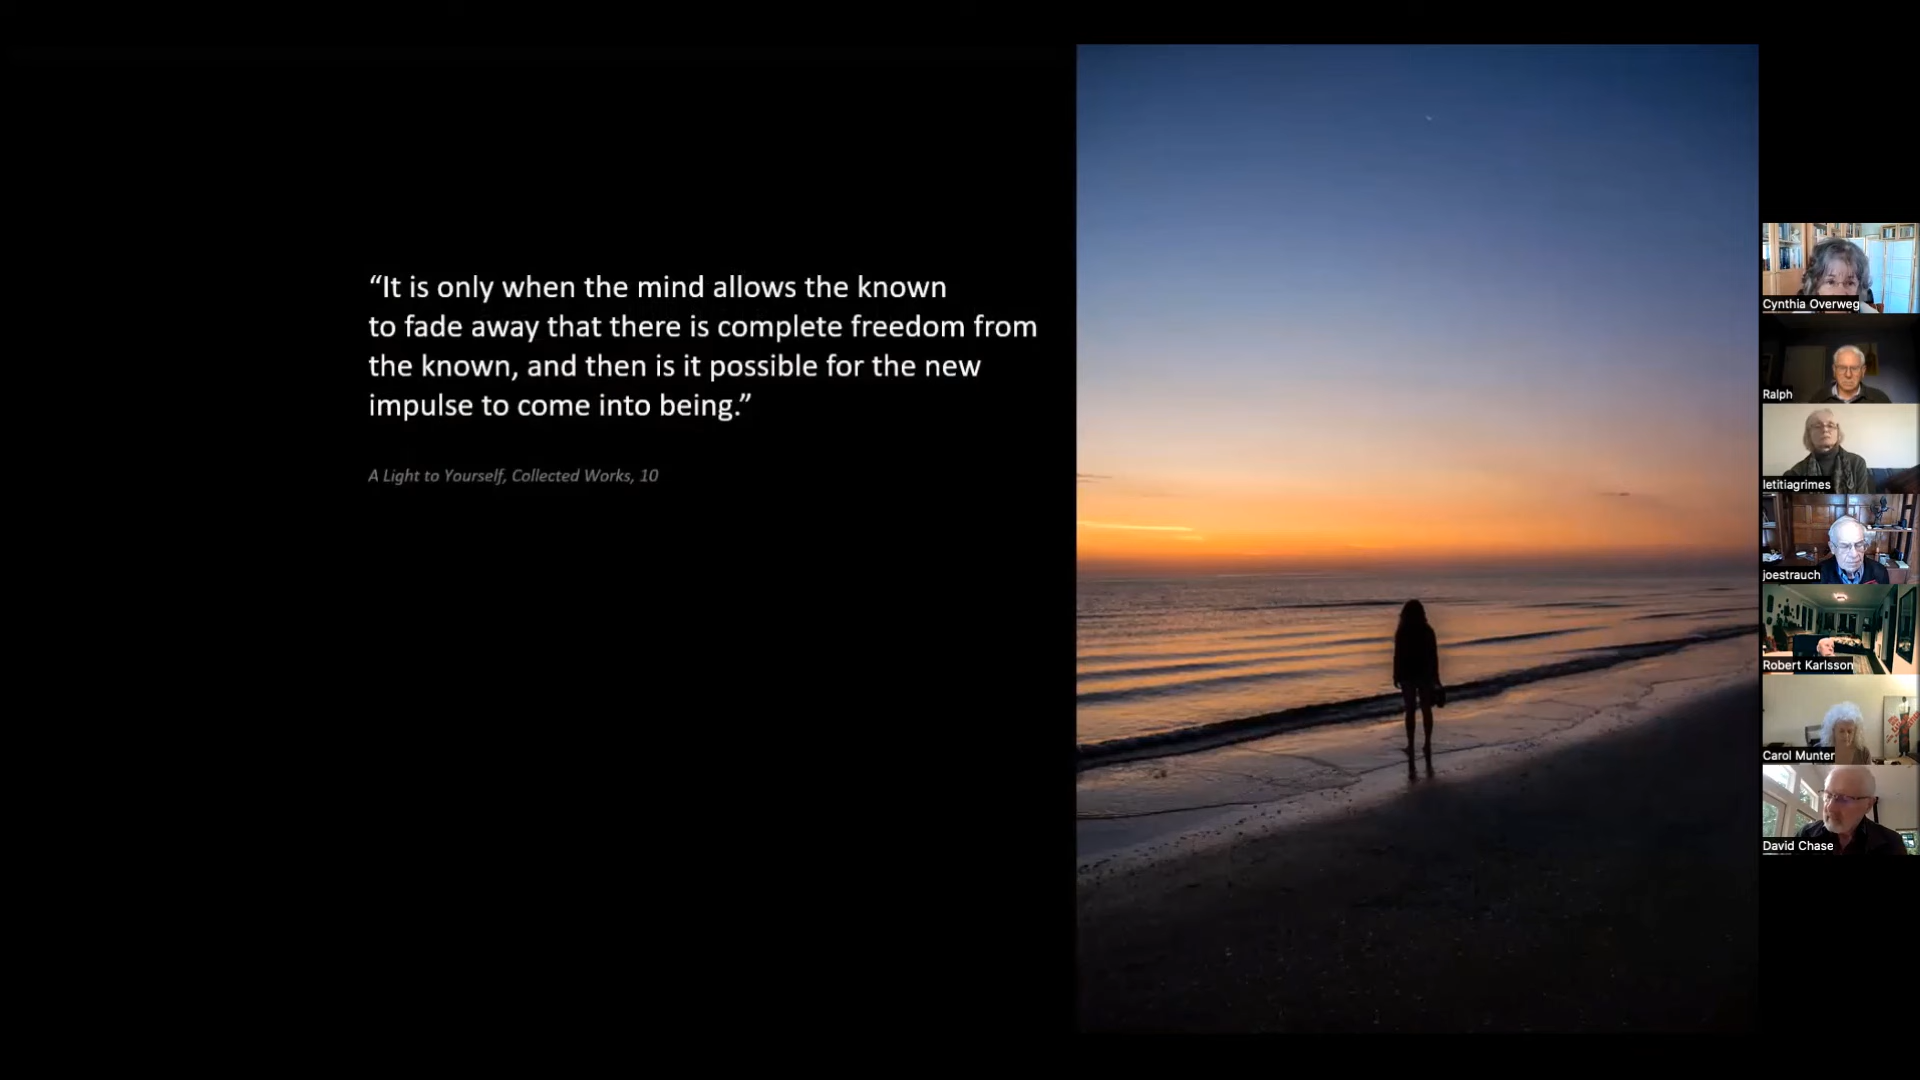 “It is only when the mind allows the known
to fade away that there is complete freedom from
the known, and then is it possible for the new
impulse to come into being.”
A Light to Yourself, Collected Works, 10
Cynthia Overweg
Ralph
letitiagrimes
joestrauch
Robert Karlsson
Carol Munter
David Chase